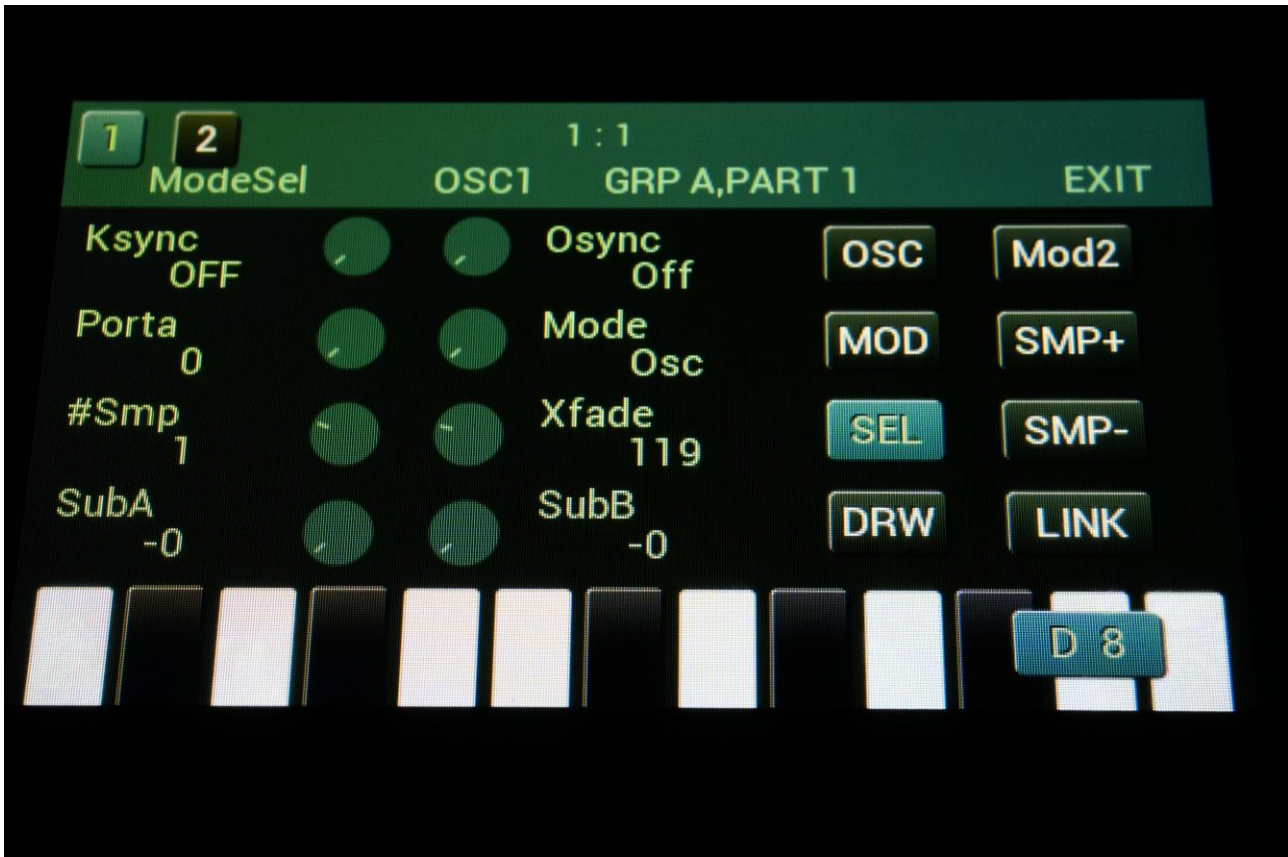 1 2 1 : 1
ModeSel OSC1 GRP A,PART 1 EXIT
Ksync Osync OSC Mod2
OFF Off
Porta Mode MOD SMP+
0 Osc
#Smp Xfade SEL SMP-
1 119
SubA SubB DRW LINK
-0 -0
D 8